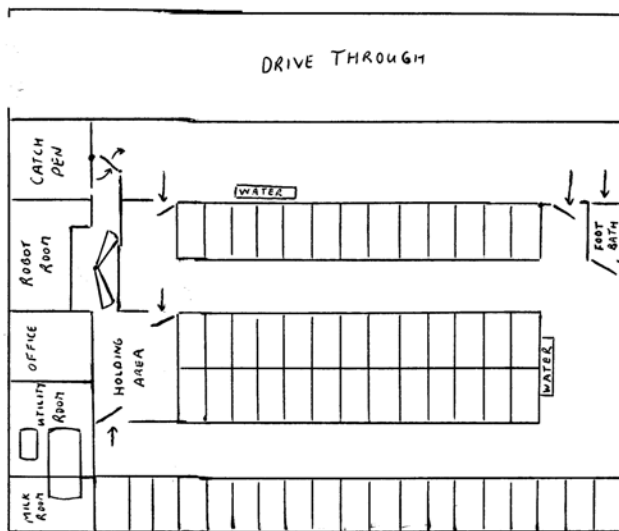 DRIVE THROUGH
CATCH
PEN
WATER
FOOT
BATH
ROBOT
ROOM
OFFICE
HOLDING
AREA
WATER
UTILITY
ROOM
MILK
ROOM